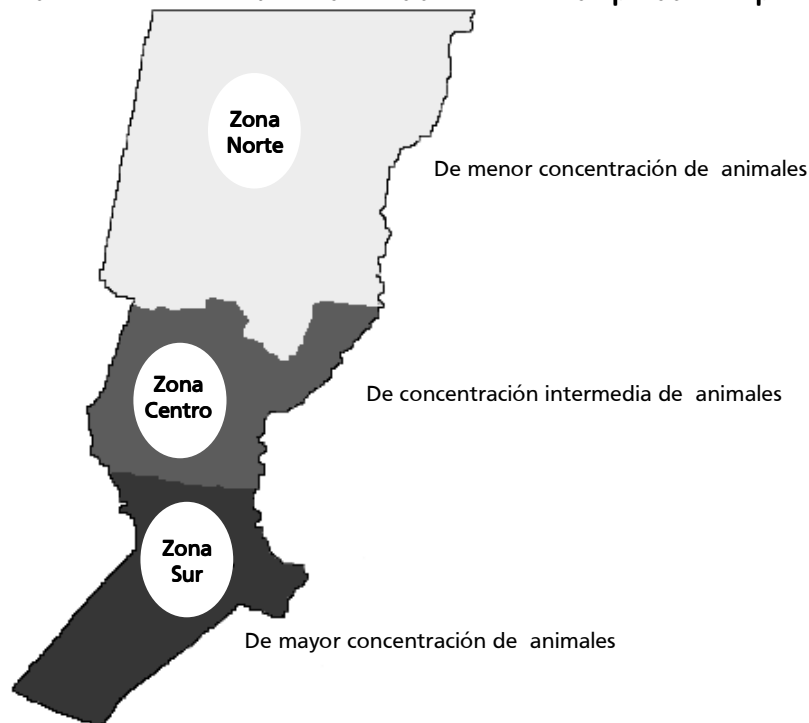 Zona
Norte
De menor concentración de animales
Zona
Centro
De concentración intermedia de animales
Zona
Sur
De mayor concentración de animales